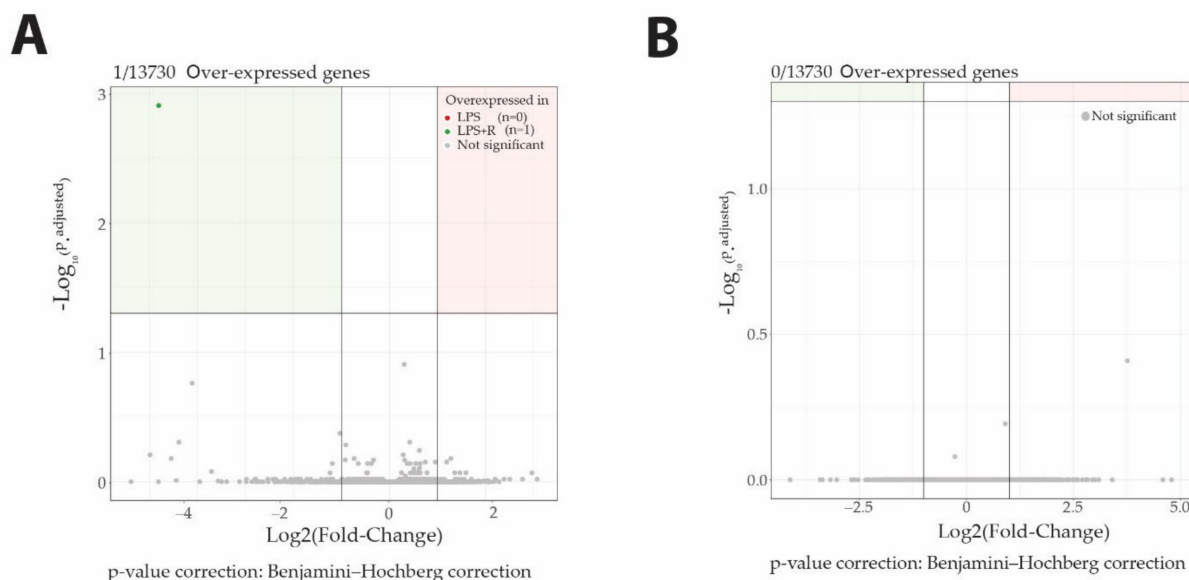 A
1/13730 Over-expressed genes
3
2
1
0
-Log₁₀(P.adjusted)
Overexpressed in
LPS (n=0)
LPS+R (n=1)
Not significant
−4
−2
0
2
Log2(Fold-Change)
p-value correction: Benjamini–Hochberg correction
B
0/13730 Over-expressed genes
Not significant
1.0
0.5
0.0
-Log₁₀(P.adjusted)
−2.5
0
2.5
5.0
Log2(Fold-Change)
p-value correction: Benjamini–Hochberg correction